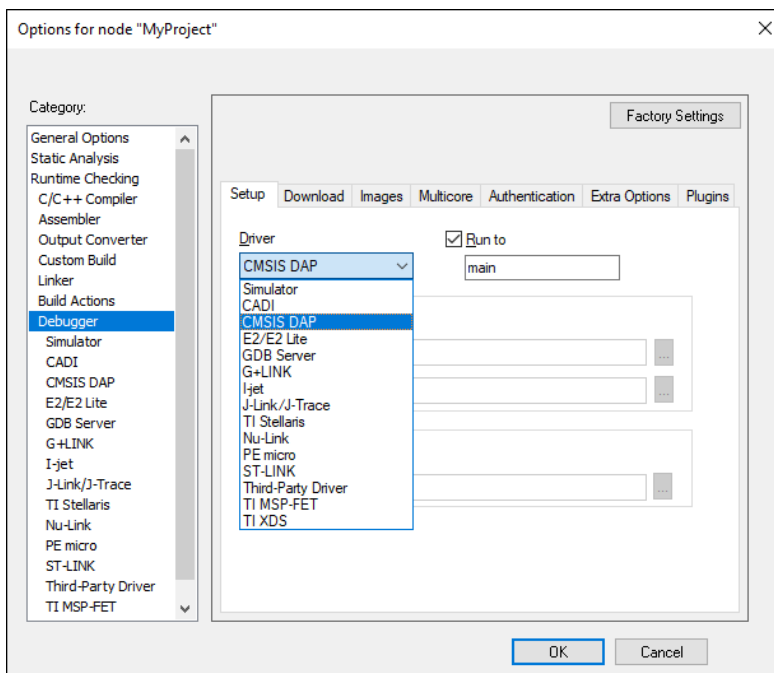 Options for node "MyProject"
Category:
Factory Settings
General Options
Static Analysis
Runtime Checking
C/C++ Compiler
Assembler
Output Converter
Custom Build
Linker
Build Actions
Debugger
Simulator
CADI
CMSIS DAP
E2/E2 Lite
GDB Server
G+LINK
I-jet
J-Link/J-Trace
TI Stellaris
Nu-Link
PE micro
ST-LINK
Third-Party Driver
TI MSP-FET
Setup Download Images Multicore Authentication Extra Options Plugins
Driver
Run to
CMSIS DAP
main
Simulator
CADI
CMSIS DAP
E2/E2 Lite
GDB Server
G+LINK
I-jet
J-Link/J-Trace
TI Stellaris
Nu-Link
PE micro
ST-LINK
Third-Party Driver
TI MSP-FET
TI XDS
...
...
...
OK
Cancel